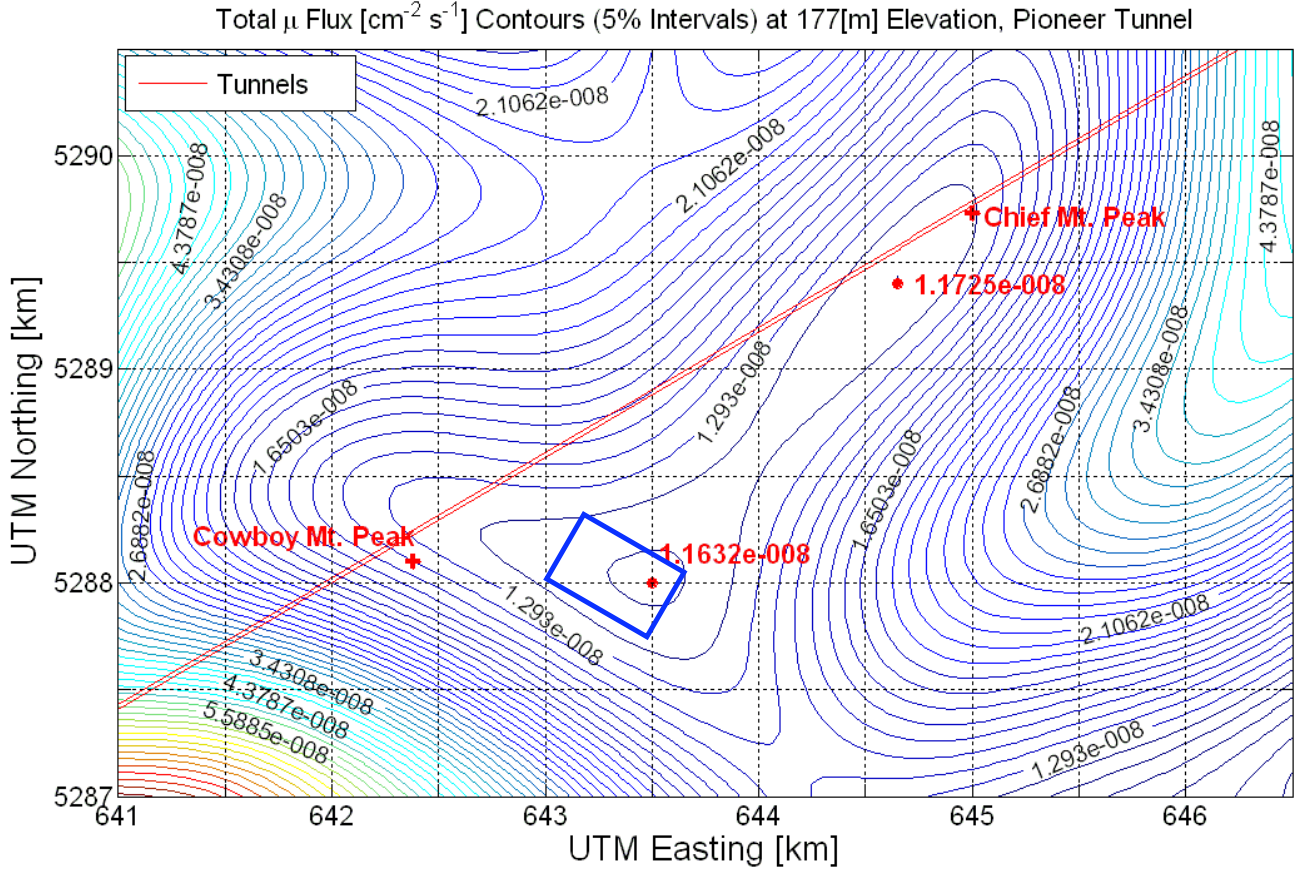 Total μ Flux [cm⁻² s⁻¹] Contours (5% Intervals) at 177[m] Elevation, Pioneer Tunnel
Tunnels
2.1062e-008
4.3787e-008
3.4308e-008
2.1062e-008
4.3787e-008
Chief Mt. Peak
1.1725e-008
1.293e-008
3.4308e-008
1.6503e-008
2.6882e-008
1.6503e-008
2.6882e-008
Cowboy Mt. Peak
1.1632e-008
1.293e-008
2.1062e-008
3.4308e-008
4.3787e-008
5.5885e-008
1.293e-008
5290
5289
5288
5287
UTM Northing [km]
641
642
643
644
645
646
UTM Easting [km]